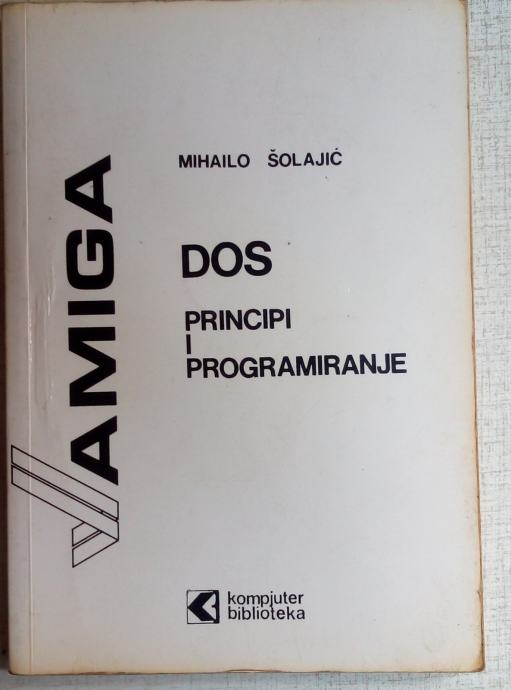 AMIGA
MIHAILO ŠOLAJIĆ
DOS
PRINCIPI
I
PROGRAMIRANJE
kompjuter
biblioteka